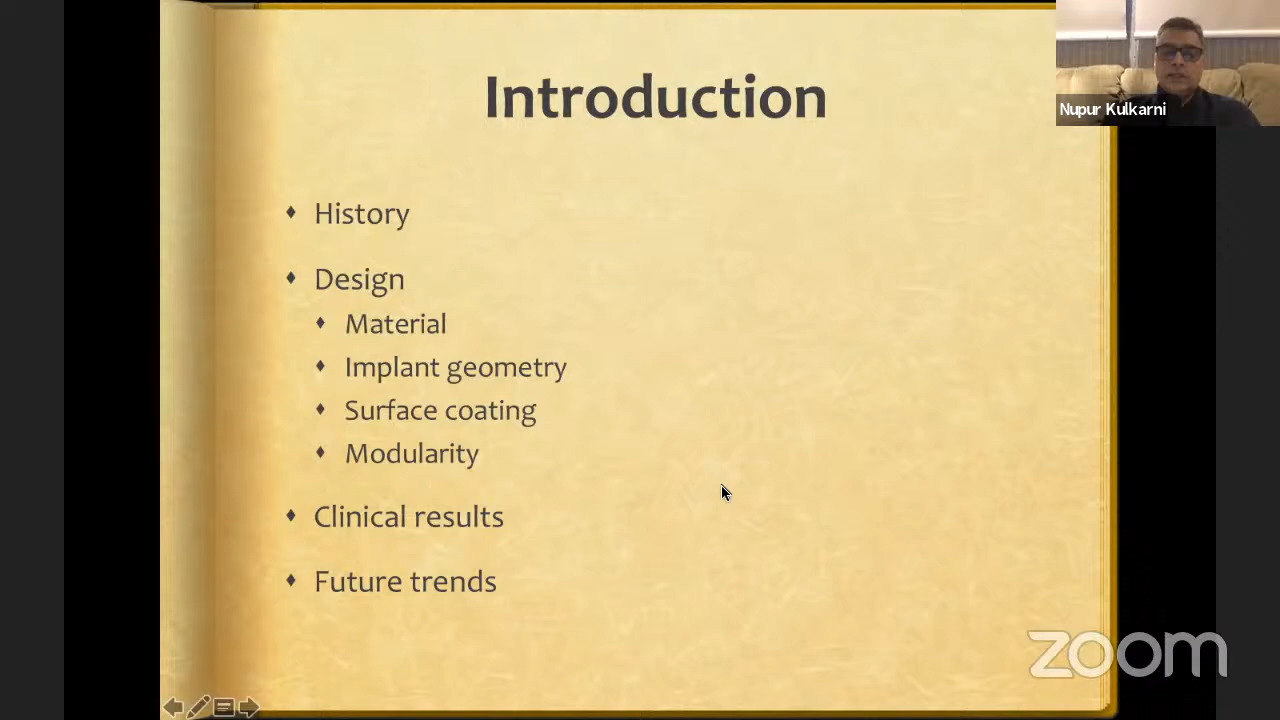 Introduction
Nupur Kulkarni
History
Design
Material
Implant geometry
Surface coating
Modularity
Clinical results
Future trends
zoom